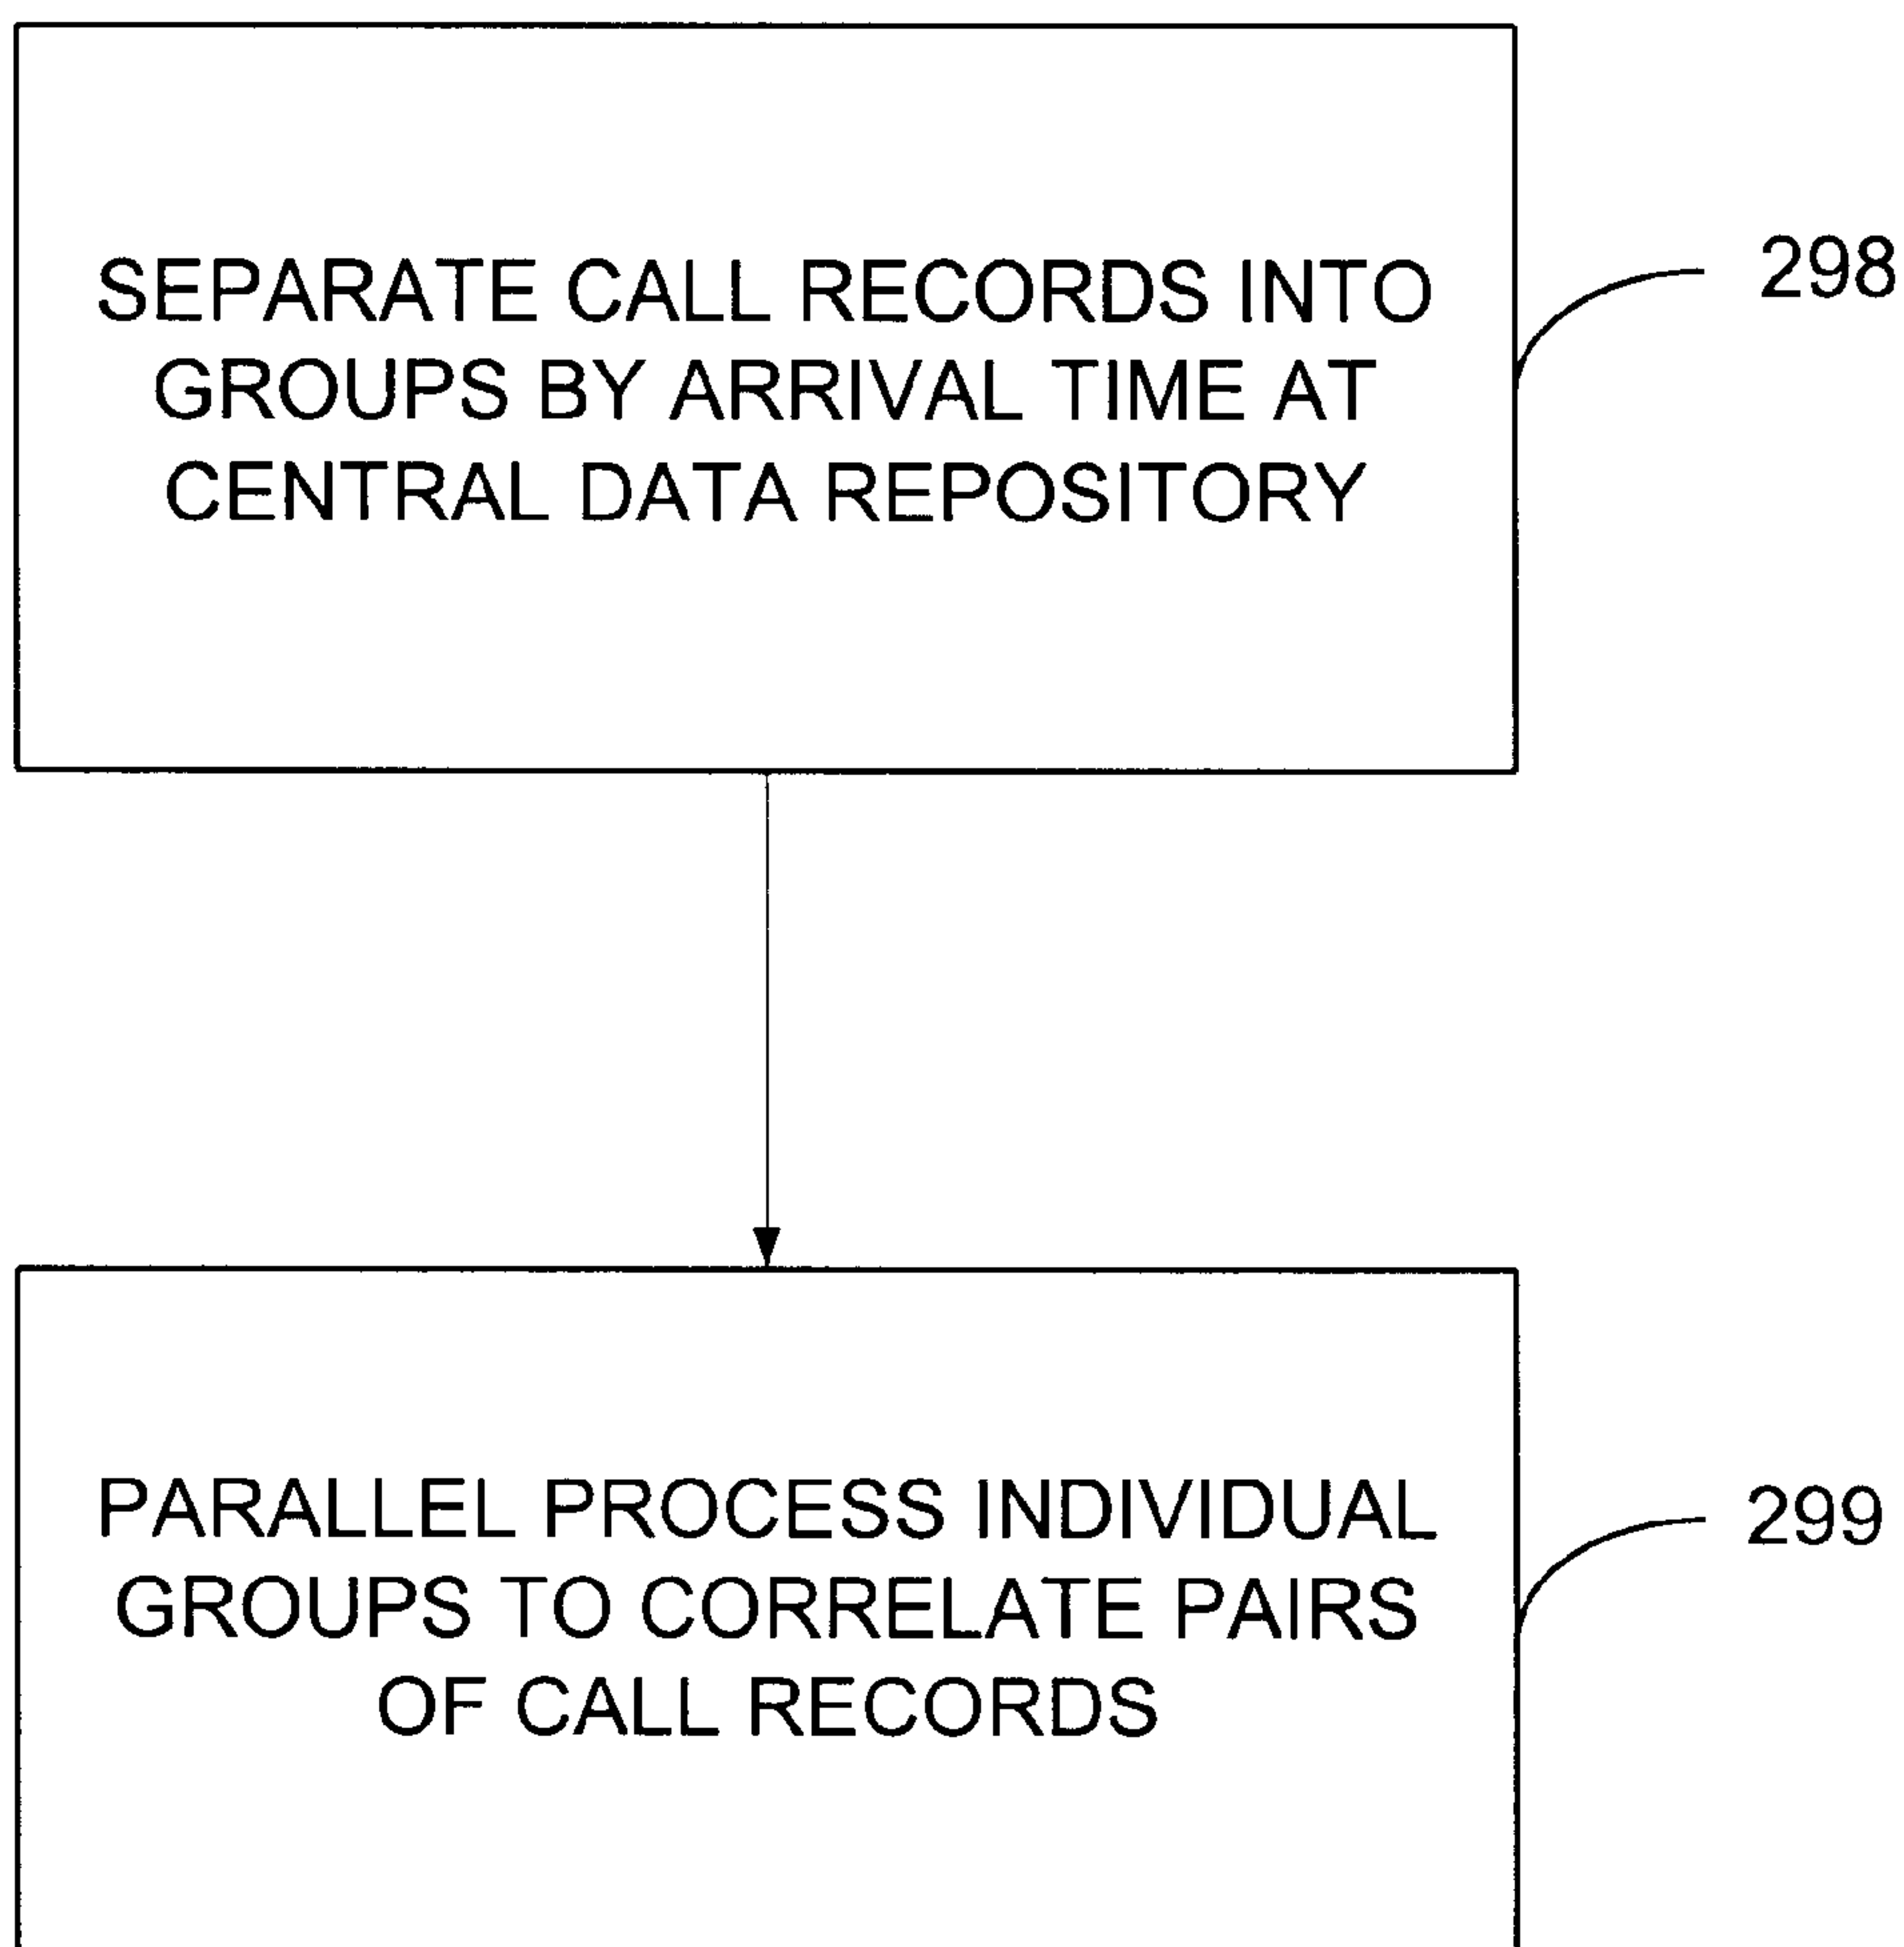 SEPARATE CALL RECORDS INTO
GROUPS BY ARRIVAL TIME AT
CENTRAL DATA REPOSITORY
298
PARALLEL PROCESS INDIVIDUAL
GROUPS TO CORRELATE PAIRS
OF CALL RECORDS
299